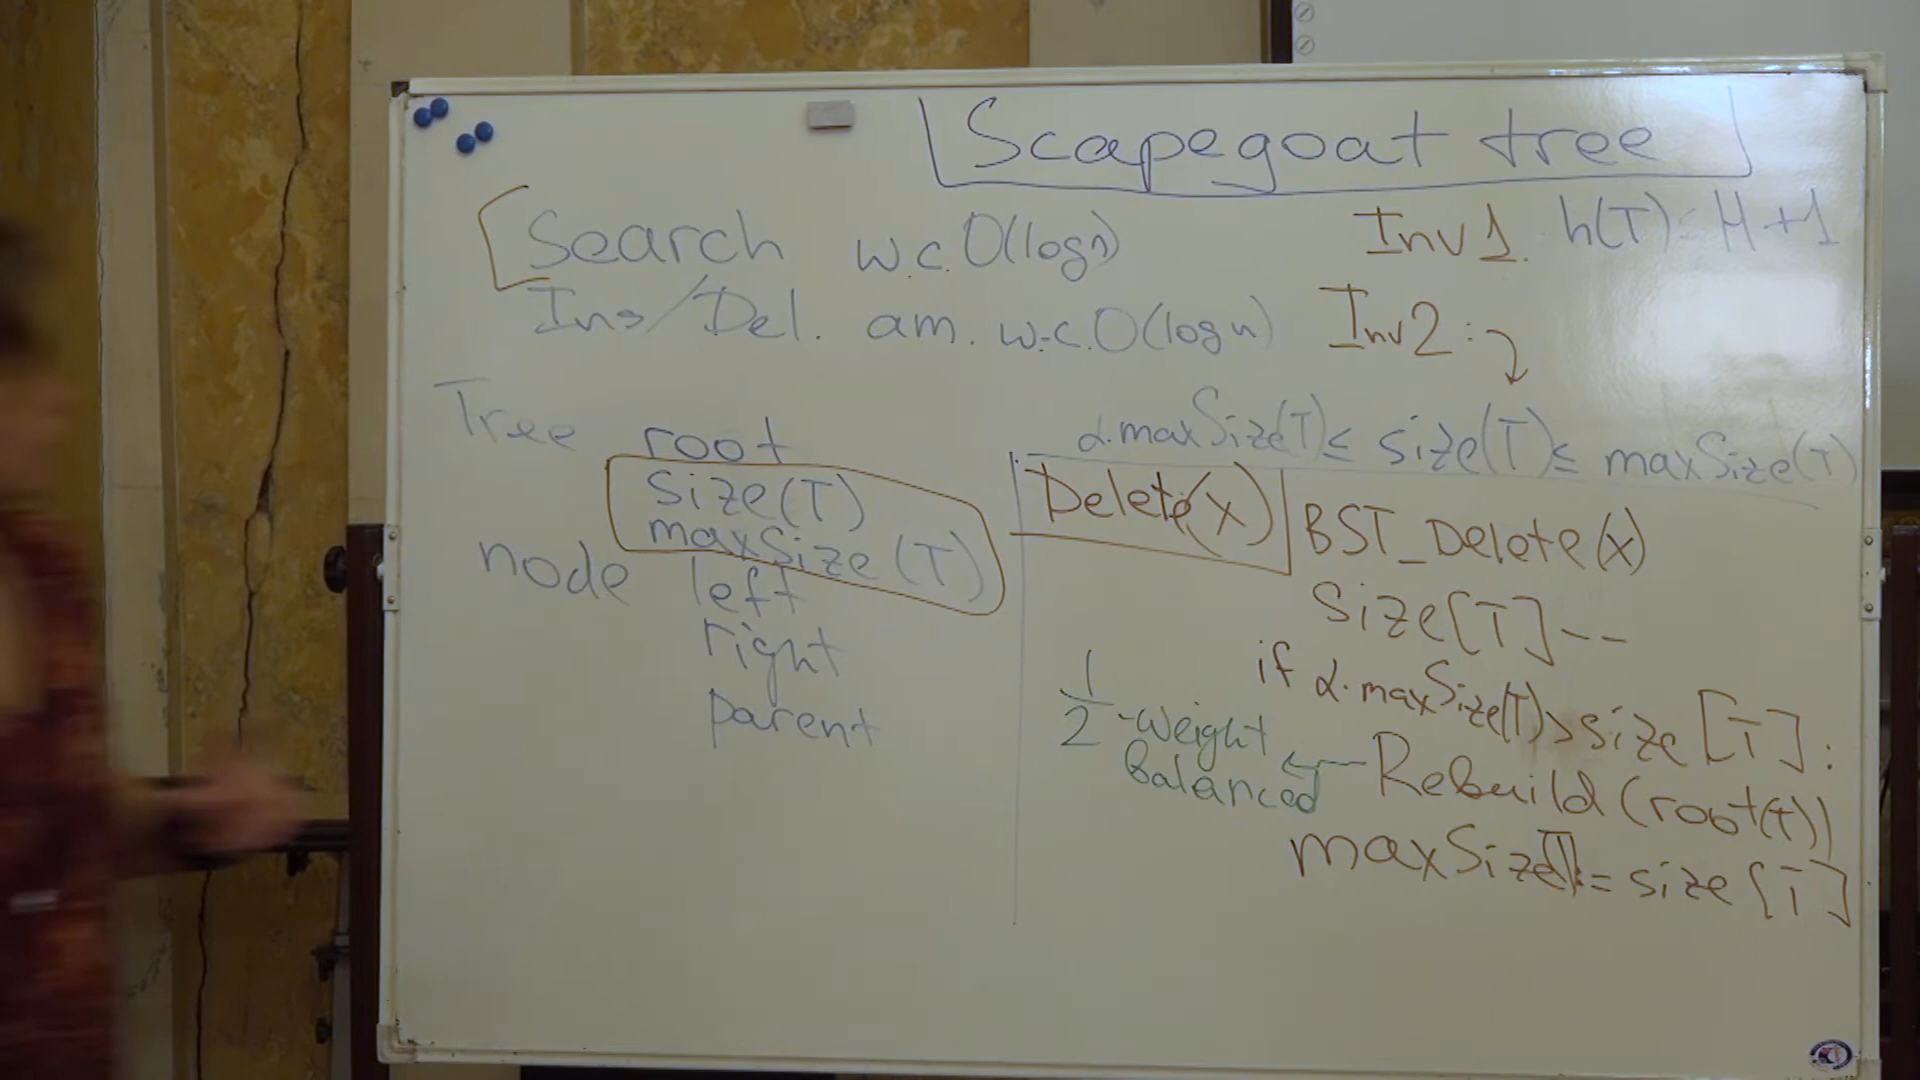 Scapegoat tree
Search w.c. O(log n)
Ins/Del. am. w.c. O(log n)
Inv 1. h(T) = H + 1
Inv 2:
α·maxSize(T) ≤ size(T) ≤ maxSize(T)
Tree root
size(T)
maxSize(T)
node left
right
parent
Delete(x)
BST_Delete(x)
Size[T]--
if α·maxSize(T) > size[T]:
Rebuild(root(T))
1/2-weight
balanced
maxSize[T] := size[T]